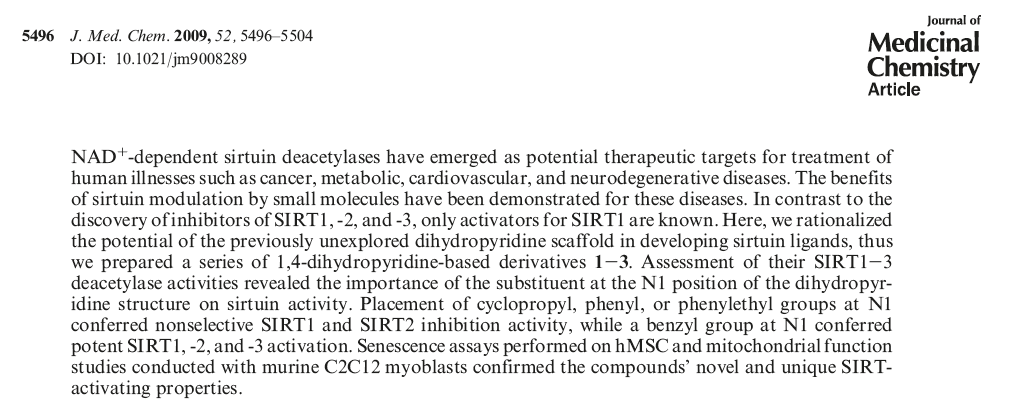 5496 J. Med. Chem. 2009, 52, 5496–5504
DOI: 10.1021/jm9008289
Journal of
Medicinal
Chemistry
Article
NAD+-dependent sirtuin deacetylases have emerged as potential therapeutic targets for treatment of
human illnesses such as cancer, metabolic, cardiovascular, and neurodegenerative diseases. The benefits
of sirtuin modulation by small molecules have been demonstrated for these diseases. In contrast to the
discovery of inhibitors of SIRT1, -2, and -3, only activators for SIRT1 are known. Here, we rationalized
the potential of the previously unexplored dihydropyridine scaffold in developing sirtuin ligands, thus
we prepared a series of 1,4-dihydropyridine-based derivatives 1−3. Assessment of their SIRT1−3
deacetylase activities revealed the importance of the substituent at the N1 position of the dihydropyr-
idine structure on sirtuin activity. Placement of cyclopropyl, phenyl, or phenylethyl groups at N1
conferred nonselective SIRT1 and SIRT2 inhibition activity, while a benzyl group at N1 conferred
potent SIRT1, -2, and -3 activation. Senescence assays performed on hMSC and mitochondrial function
studies conducted with murine C2C12 myoblasts confirmed the compounds' novel and unique SIRT-
activating properties.